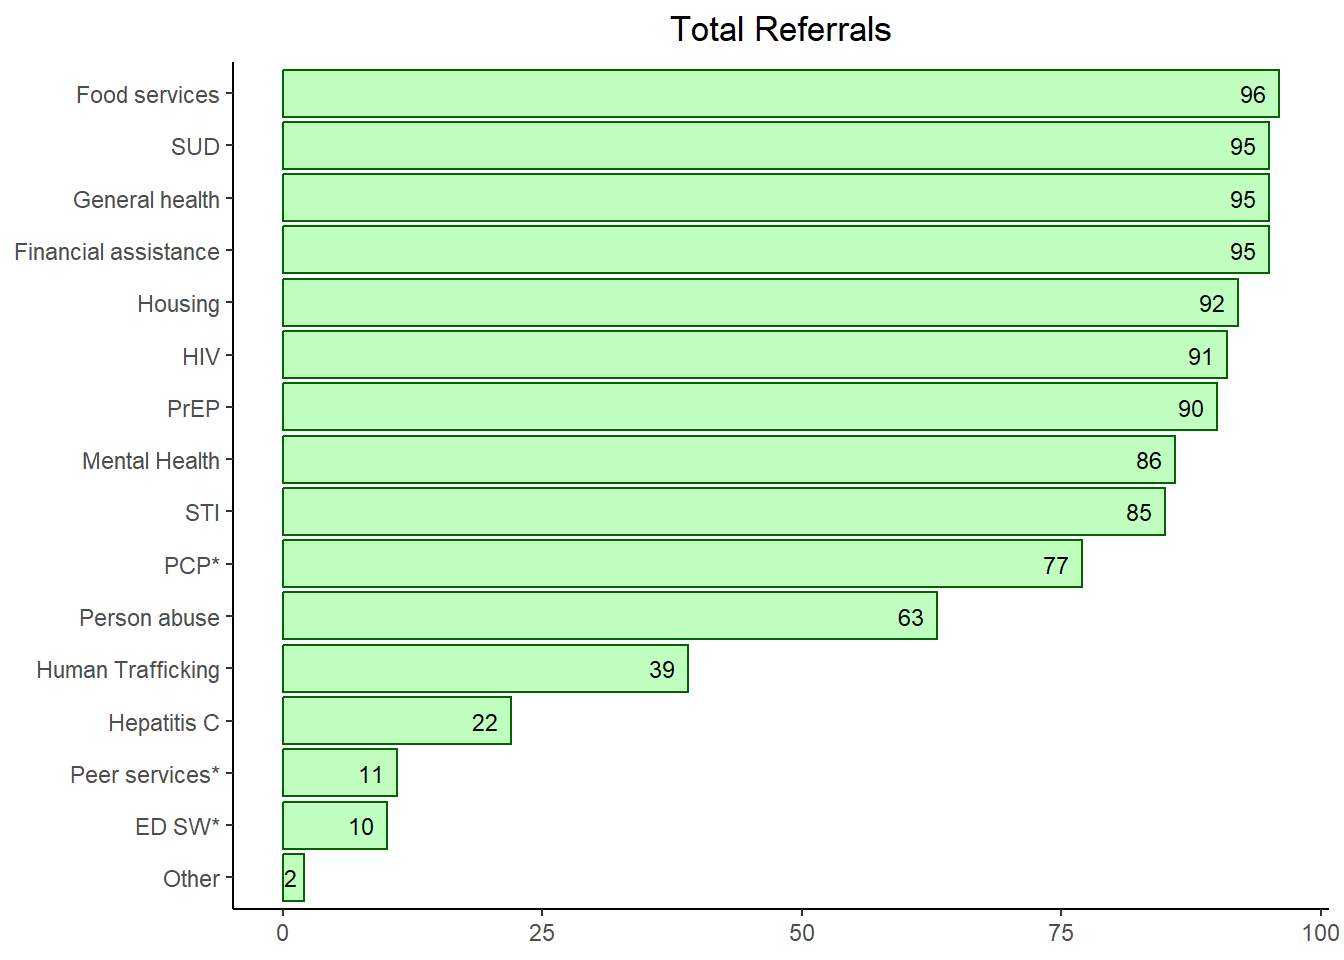 Total Referrals
Food services 96
SUD 95
General health 95
Financial assistance 95
Housing 92
HIV 91
PrEP 90
Mental Health 86
STI 85
PCP* 77
Person abuse 63
Human Trafficking 39
Hepatitis C 22
Peer services* 11
ED SW* 10
Other 2
0 25 50 75 100